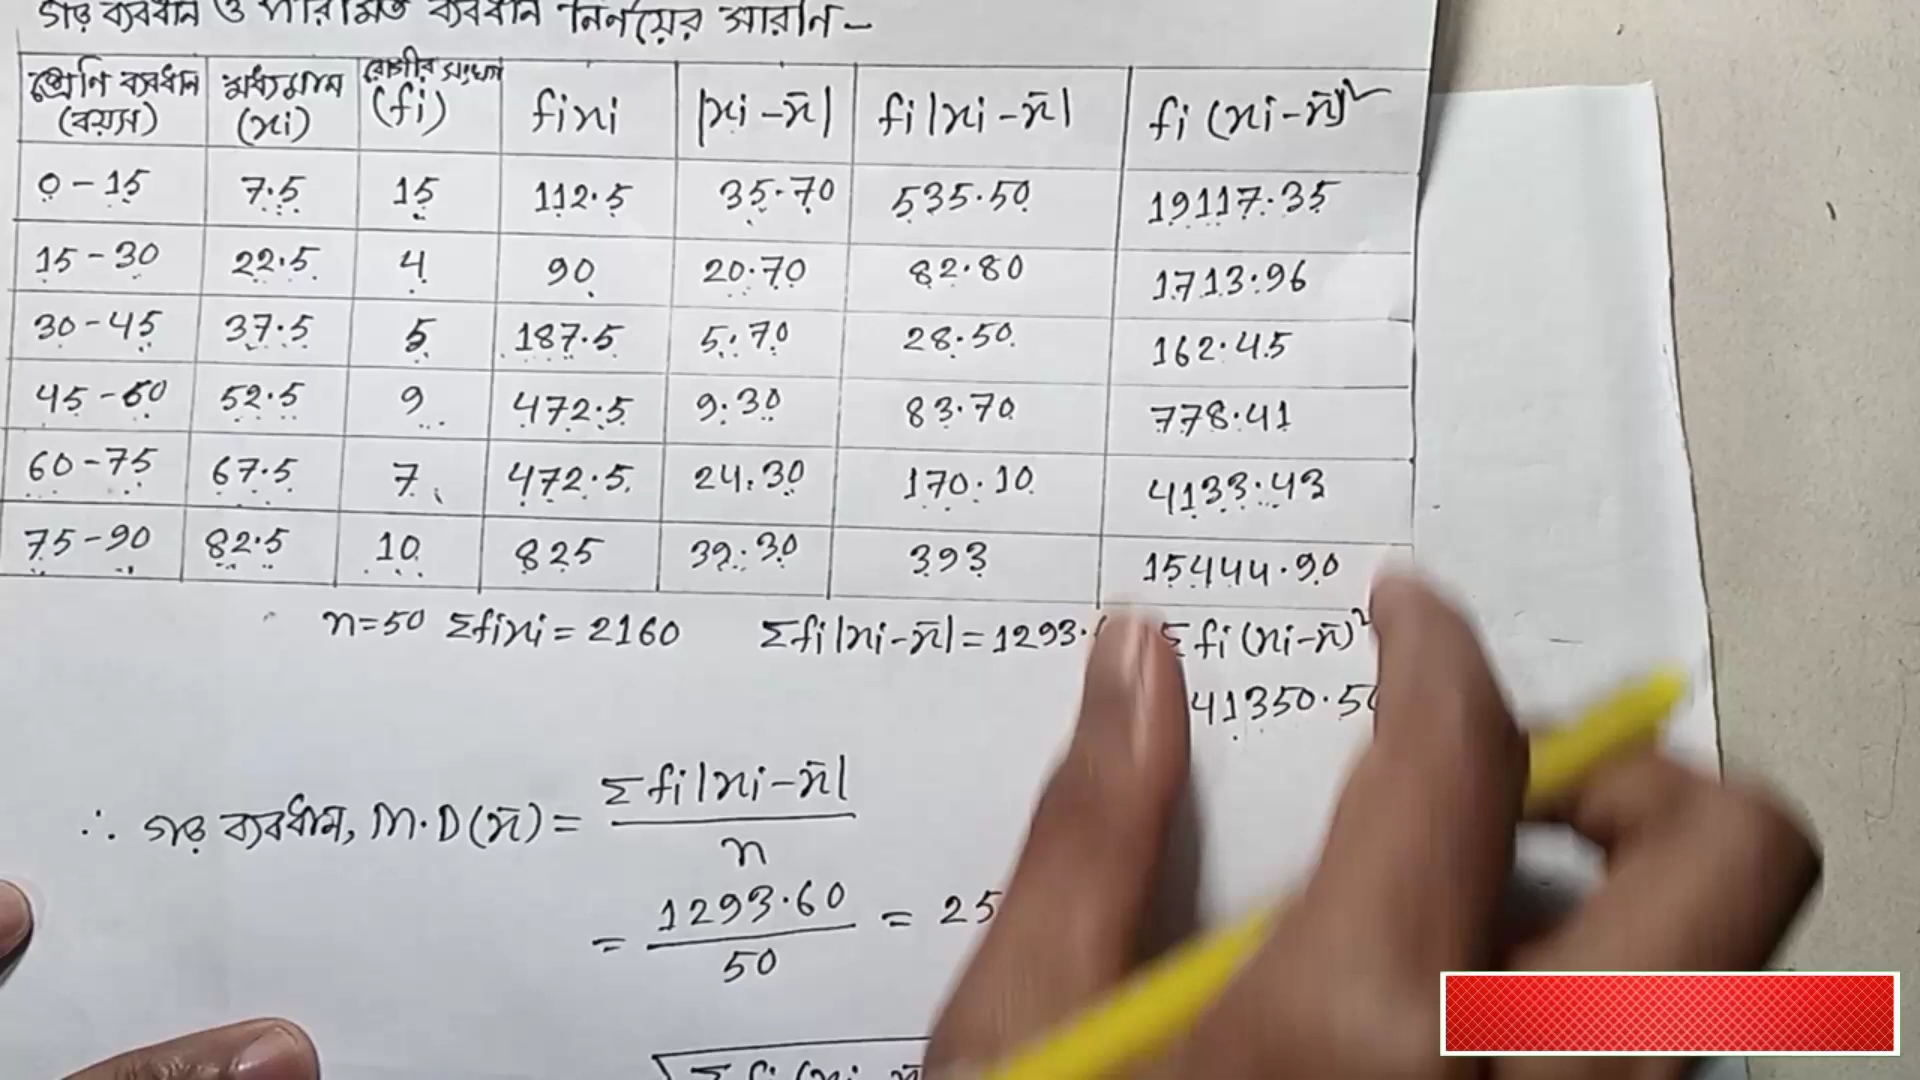 গড় ব্যবধান ও পরিমিত ব্যবধান নির্ণয়ের সারণি -
শ্রেণি ব্যবধান (বয়স) মধ্যমান (xi) রোগীর সংখ্যা (fi) fixi |xi-x̄| fi|xi-x̄| fi(xi-x̄)²
0-15 7.5 15 112.5 35.70 535.50 19117.35
15-30 22.5 4 90 20.70 82.80 1713.96
30-45 37.5 5 187.5 5.70 28.50 162.45
45-60 52.5 9 472.5 9.30 83.70 778.41
60-75 67.5 7 472.5 24.30 170.10 4133.43
75-90 82.5 10 825 39.30 393 15444.90
n=50 Σfixi=2160 Σfi|xi-x̄|=1293. Σfi(xi-x̄)²
41350.50
∴ গড় ব্যবধান, M.D(x̄) = Σfi|xi-x̄| / n
= 1293.60 / 50 = 25